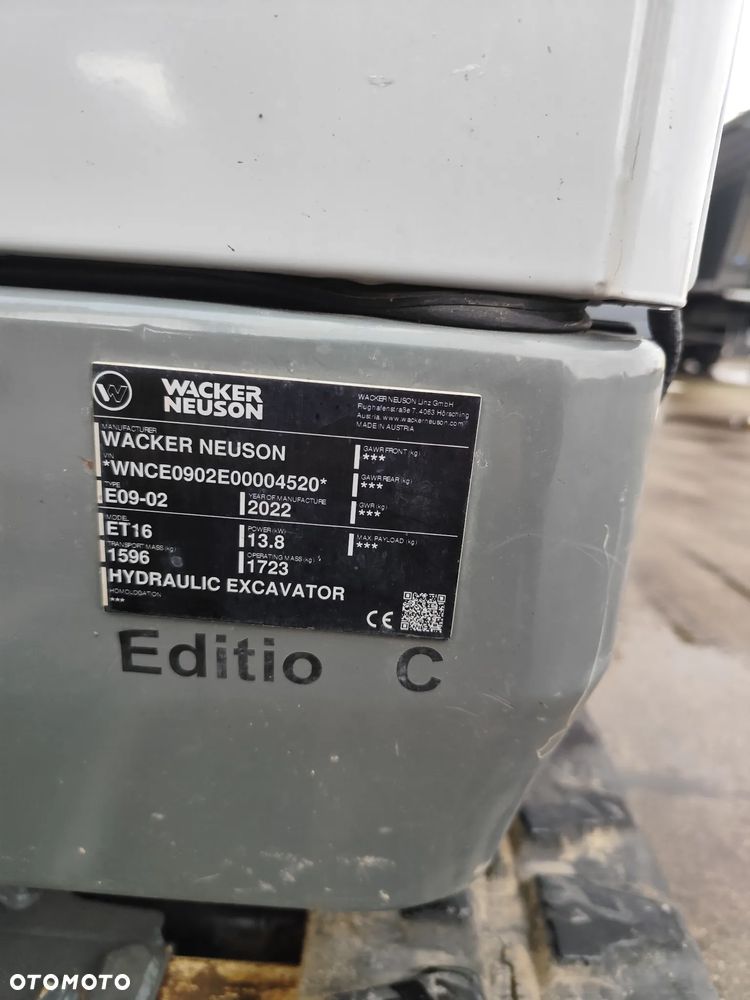 W
WACKER
NEUSON
WACKER NEUSON Linz GmbH
Flughafenstraße 7, 4063 Hörsching
Austria, www.wackerneuson.com
MADE IN AUSTRIA
MANUFACTURER
WACKER NEUSON
VIN
*WNCE0902E00004520*
TYPE
E09-02
YEAR OF MANUFACTURE
2022
MODEL
ET16
POWER (kW)
13.8
TRANSPORT MASS (kg)
1596
OPERATING MASS (kg)
1723
HYDRAULIC EXCAVATOR
HOMOLOGATION
***
GAWR FRONT (kg)
***
GAWR REAR (kg)
***
GWR (kg)
***
MAX. PAYLOAD (kg)
***
CE
Editio C
OTOMOTO